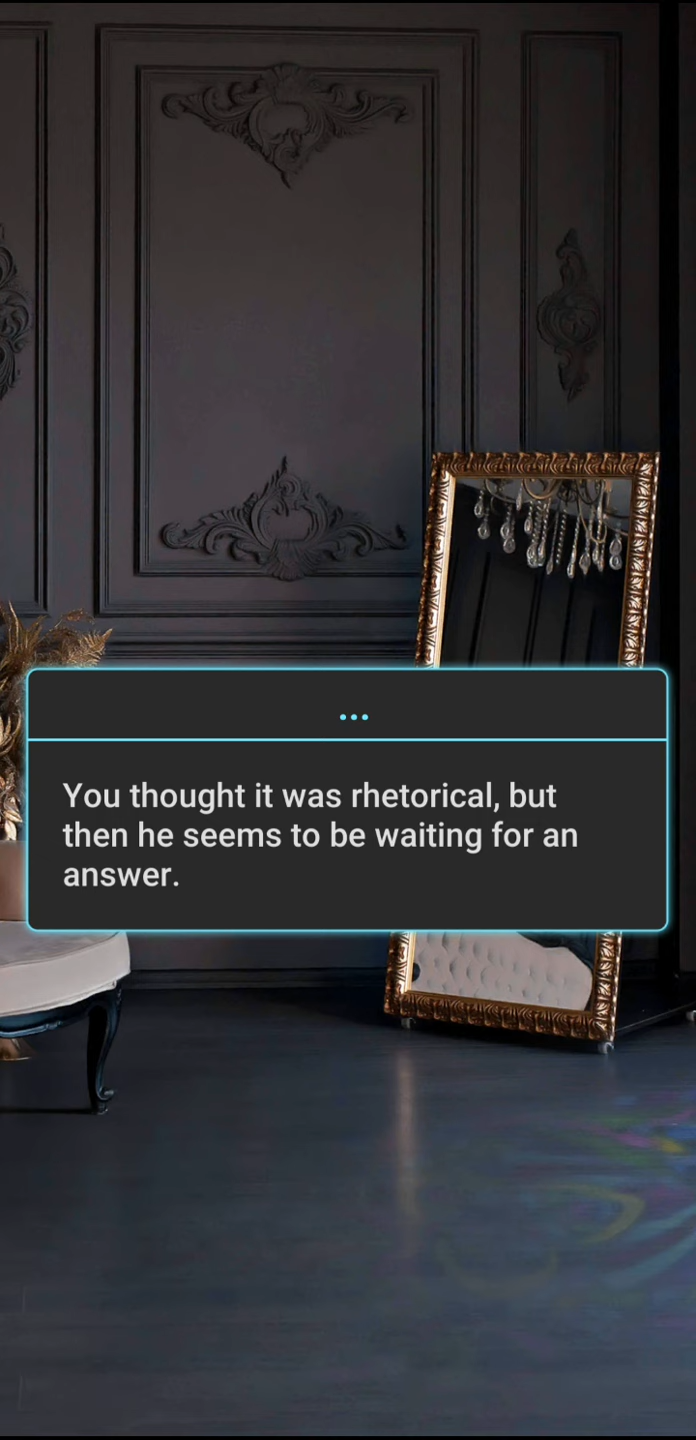 ...
You thought it was rhetorical, but
then he seems to be waiting for an
answer.